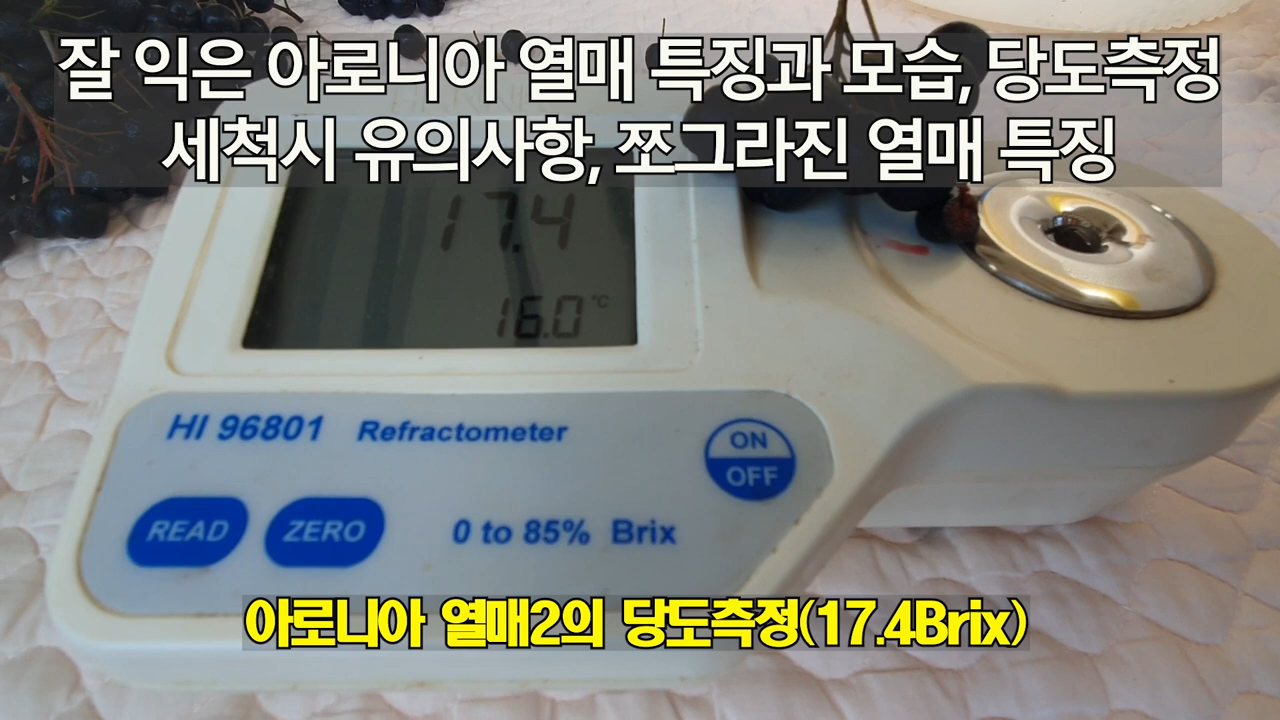 잘 익은 아로니아 열매 특징과 모습, 당도측정
세척시 유의사항, 쪼그라진 열매 특징
17.4
16.0 °C
HI 96801 Refractometer
ON
OFF
READ ZERO 0 to 85% Brix
아로니아 열매2의 당도측정(17.4Brix)